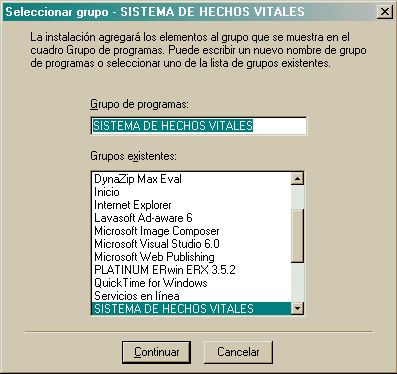 Seleccionar grupo - SISTEMA DE HECHOS VITALES
La instalación agregará los elementos al grupo que se muestra en el
cuadro Grupo de programas. Puede escribir un nuevo nombre de grupo
de programas o seleccionar uno de la lista de grupos existentes.
Grupo de programas:
SISTEMA DE HECHOS VITALES
Grupos existentes:
DynaZip Max Eval
Inicio
Internet Explorer
Lavasoft Ad-aware 6
Microsoft Image Composer
Microsoft Visual Studio 6.0
Microsoft Web Publishing
PLATINUM ERwin ERX 3.5.2
QuickTime for Windows
Servicios en línea
SISTEMA DE HECHOS VITALES
Continuar
Cancelar